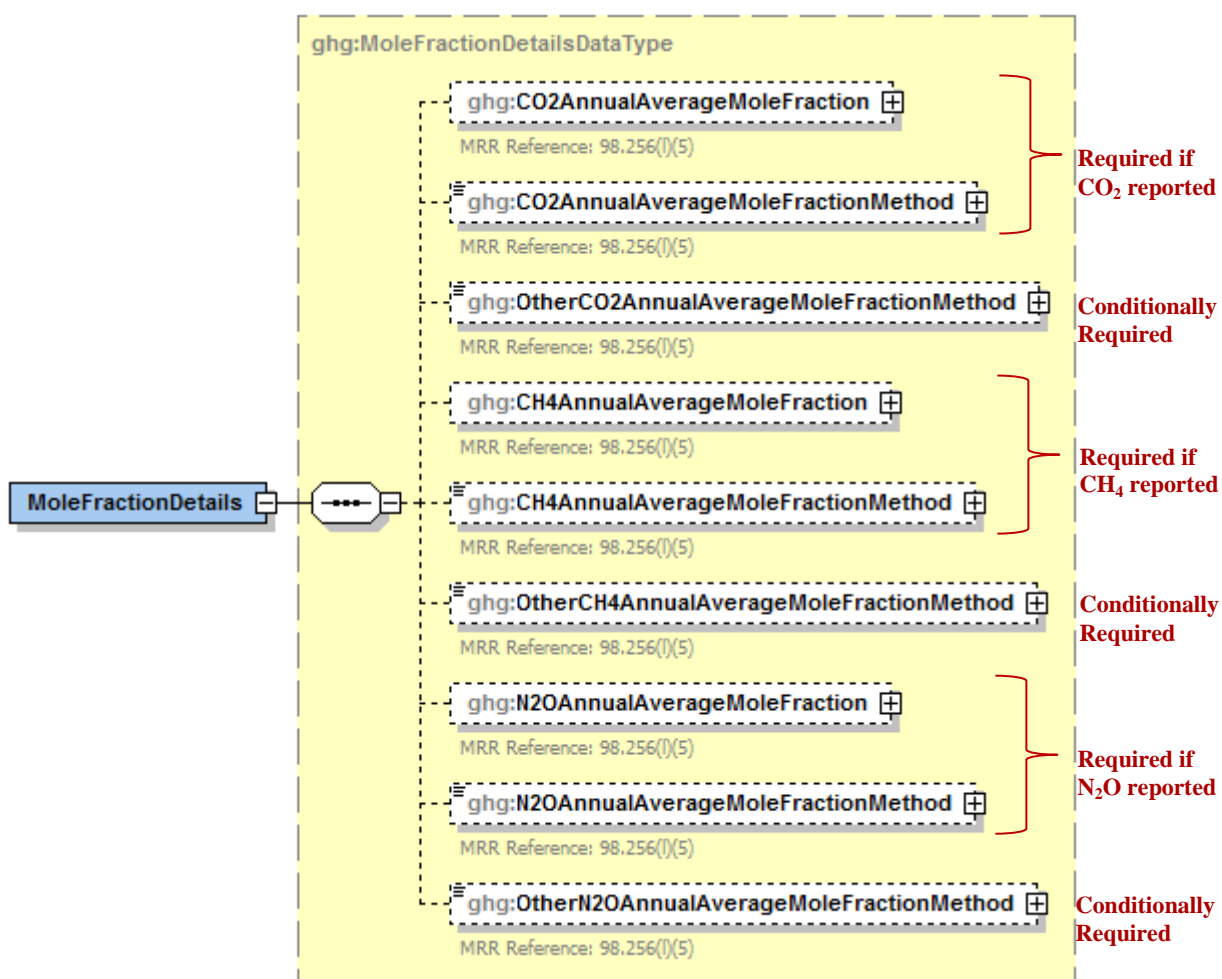 ghg:MoleFractionDetailsDataType
ghg:CO2AnnualAverageMoleFraction
MRR Reference: 98.256(l)(5)
ghg:CO2AnnualAverageMoleFractionMethod
MRR Reference: 98.256(l)(5)
Required if
CO₂ reported
ghg:OtherCO2AnnualAverageMoleFractionMethod
MRR Reference: 98.256(l)(5)
Conditionally
Required
ghg:CH4AnnualAverageMoleFraction
MRR Reference: 98.256(l)(5)
MoleFractionDetails
ghg:CH4AnnualAverageMoleFractionMethod
MRR Reference: 98.256(l)(5)
Required if
CH₄ reported
ghg:OtherCH4AnnualAverageMoleFractionMethod
MRR Reference: 98.256(l)(5)
Conditionally
Required
ghg:N2OAnnualAverageMoleFraction
MRR Reference: 98.256(l)(5)
ghg:N2OAnnualAverageMoleFractionMethod
MRR Reference: 98.256(l)(5)
Required if
N₂O reported
ghg:OtherN2OAnnualAverageMoleFractionMethod
MRR Reference: 98.256(l)(5)
Conditionally
Required